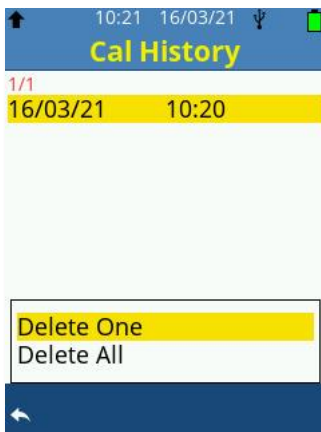 10:21 16/03/21
Cal History
1/1
16/03/21 10:20
Delete One
Delete All